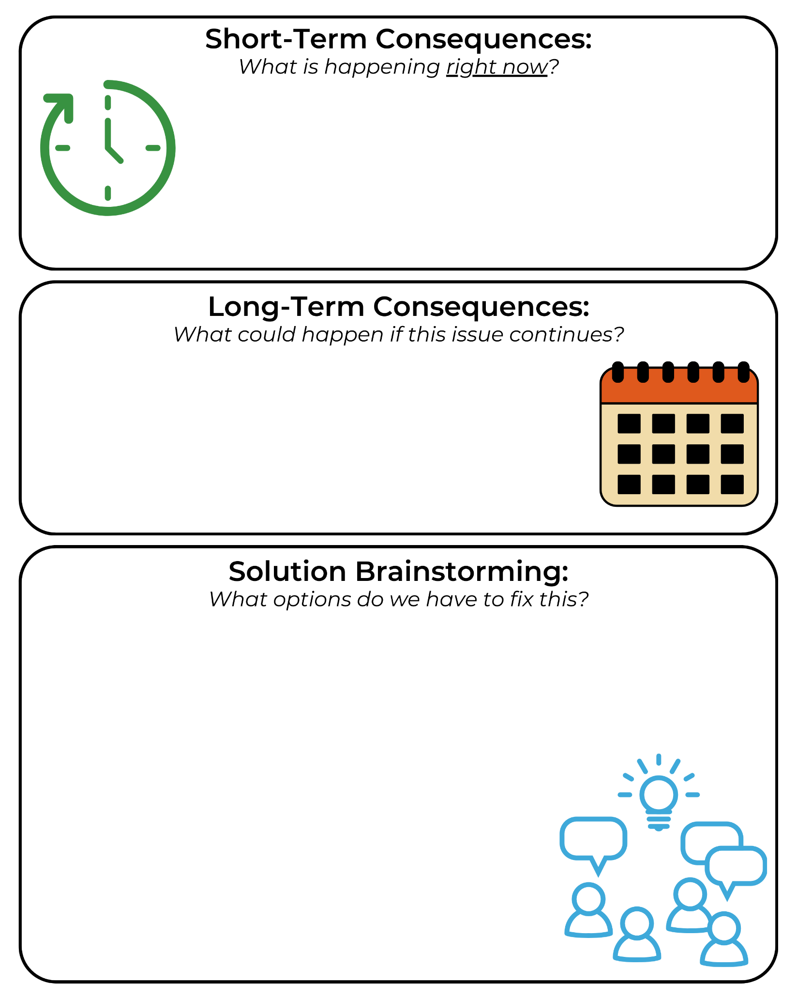 Short-Term Consequences:
What is happening right now?
Long-Term Consequences:
What could happen if this issue continues?
Solution Brainstorming:
What options do we have to fix this?